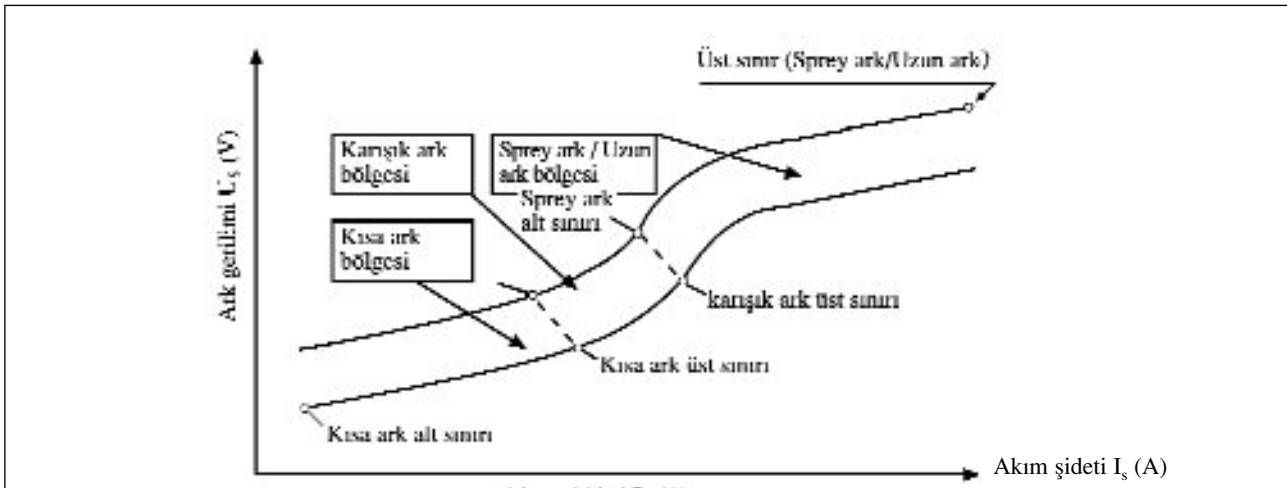 Üst sınır (Sprey ark/Uzun ark)
Karışık ark
bölgesi
Sprey ark / Uzun
ark bölgesi
Sprey ark
alt sınırı
Kısa ark
bölgesi
karışık ark üst sınırı
Kısa ark üst sınırı
Kısa ark alt sınırı
Ark gerilimi U_s (V)
Akım şideti I_s (A)